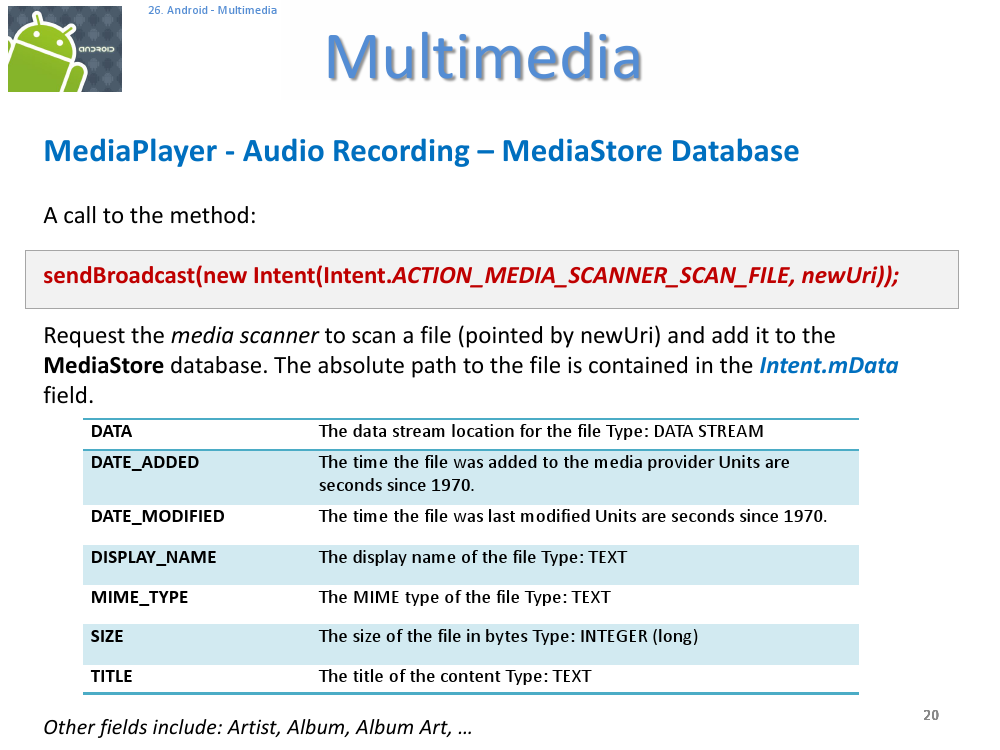 26. Android - Multimedia
ANDROID
Multimedia
MediaPlayer - Audio Recording – MediaStore Database
A call to the method:
sendBroadcast(new Intent(Intent.ACTION_MEDIA_SCANNER_SCAN_FILE, newUri));
Request the media scanner to scan a file (pointed by newUri) and add it to the
MediaStore database. The absolute path to the file is contained in the Intent.mData
field.
DATA The data stream location for the file Type: DATA STREAM
DATE_ADDED The time the file was added to the media provider Units are
seconds since 1970.
DATE_MODIFIED The time the file was last modified Units are seconds since 1970.
DISPLAY_NAME The display name of the file Type: TEXT
MIME_TYPE The MIME type of the file Type: TEXT
SIZE The size of the file in bytes Type: INTEGER (long)
TITLE The title of the content Type: TEXT
Other fields include: Artist, Album, Album Art, …
20